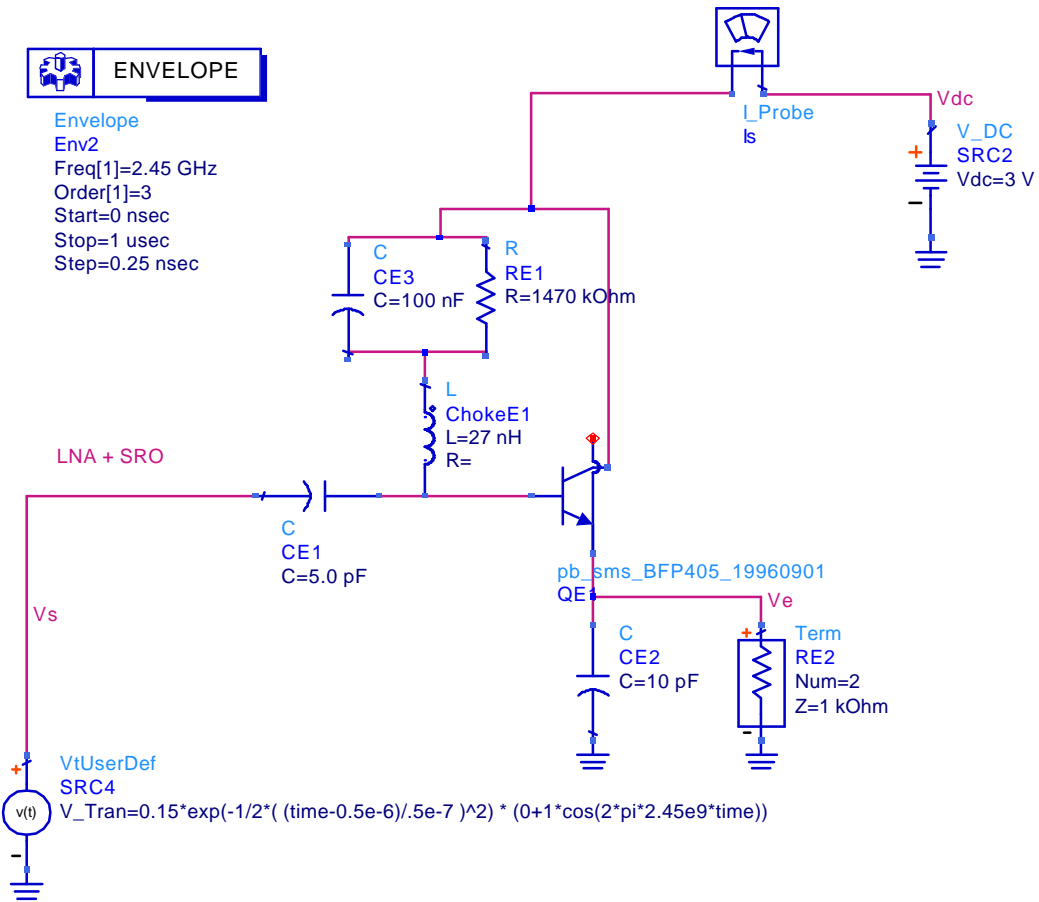 ENVELOPE
Envelope
Env2
Freq[1]=2.45 GHz
Order[1]=3
Start=0 nsec
Stop=1 usec
Step=0.25 nsec
I_Probe
Is
Vdc
V_DC
SRC2
Vdc=3 V
+
C
CE3
C=100 nF
R
RE1
R=1470 kOhm
L
ChokeE1
L=27 nH
R=
LNA + SRO
C
CE1
C=5.0 pF
pb_sms_BFP405_19960901
QE
Vs
Ve
C
CE2
C=10 pF
+
Term
RE2
Num=2
Z=1 kOhm
-
+
v(t)
-
VtUserDef
SRC4
V_Tran=0.15*exp(-1/2*( (time-0.5e-6)/.5e-7 )^2) * (0+1*cos(2*pi*2.45e9*time))